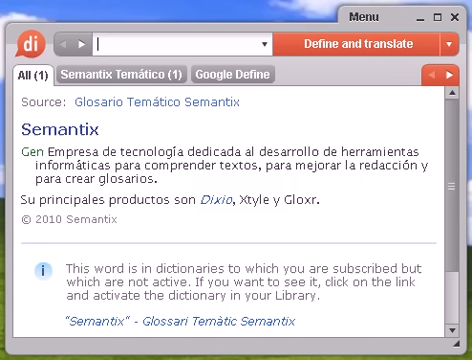 Menu
di
Define and translate
All (1)
Semantix Temático (1)
Google Define
Source: Glosario Temático Semantix
Semantix
Gen Empresa de tecnología dedicada al desarrollo de herramientas
informáticas para comprender textos, para mejorar la redacción y
para crear glosarios.
Su principales productos son Dixio, Xtyle y Gloxr.
© 2010 Semantix
i
This word is in dictionaries to which you are subscribed but
which are not active. If you want to see it, click on the link
and activate the dictionary in your Library.
"Semantix" - Glossari Temàtic Semantix